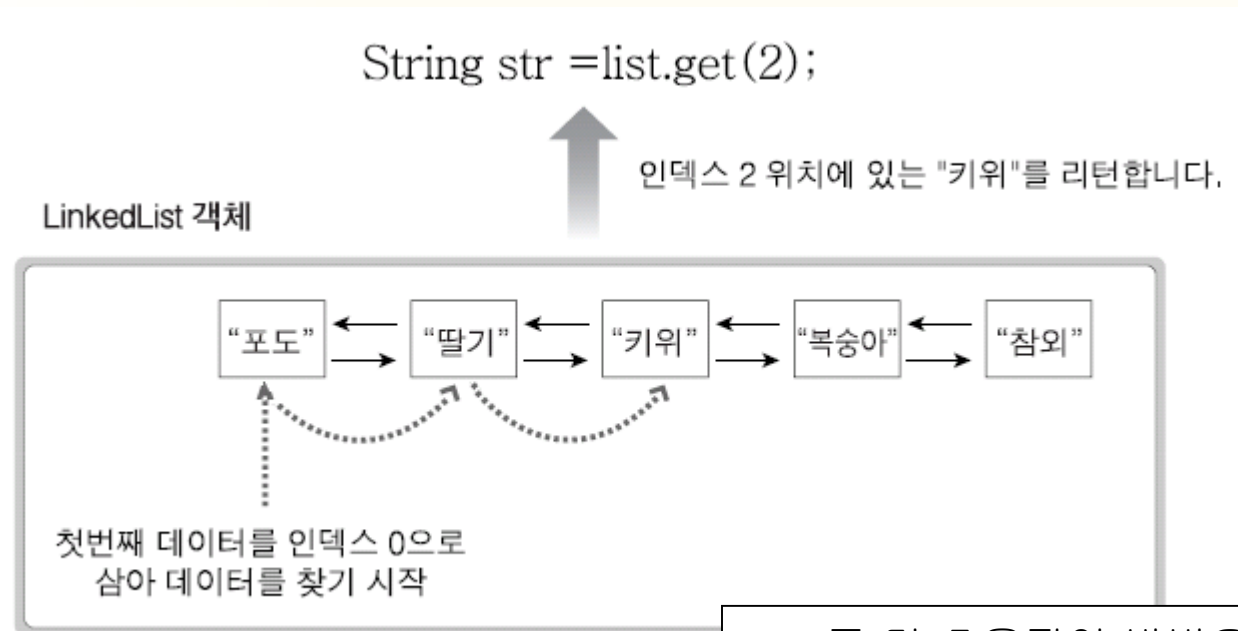 String str =list.get(2);
인덱스 2 위치에 있는 "키위"를 리턴합니다.
LinkedList 객체
“포도” “딸기” “키위” “복숭아” “참외”
첫번째 데이터를 인덱스 0으로
삼아 데이터를 찾기 시작